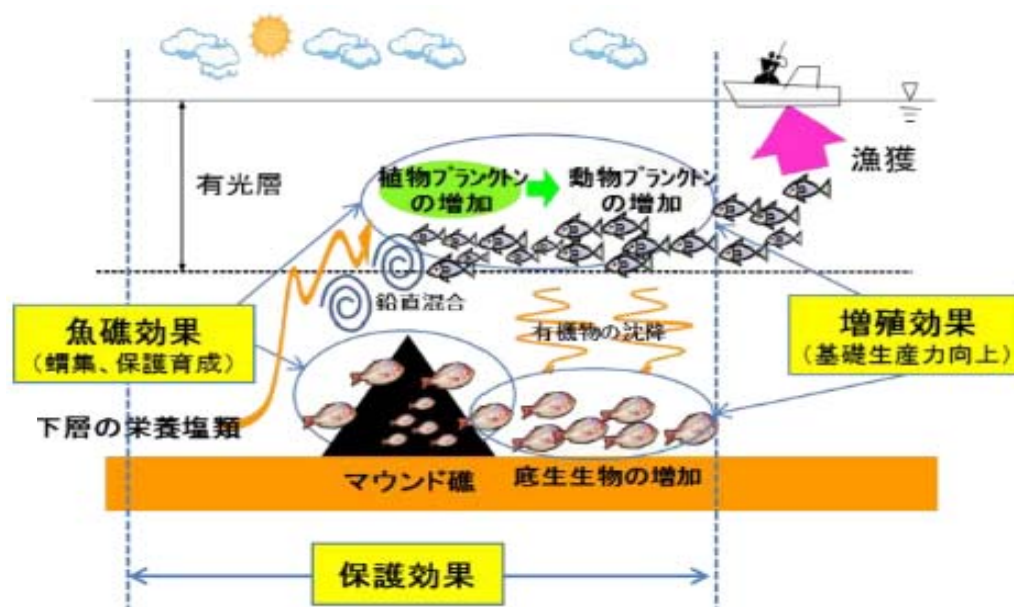 漁獲
有光層
植物プランクトン
の増加
動物プランクトン
の増加
鉛直混合
魚礁効果
(蝟集、保護育成)
有機物の沈降
増殖効果
(基礎生産力向上)
下層の栄養塩類
マウンド礁
底生生物の増加
保護効果